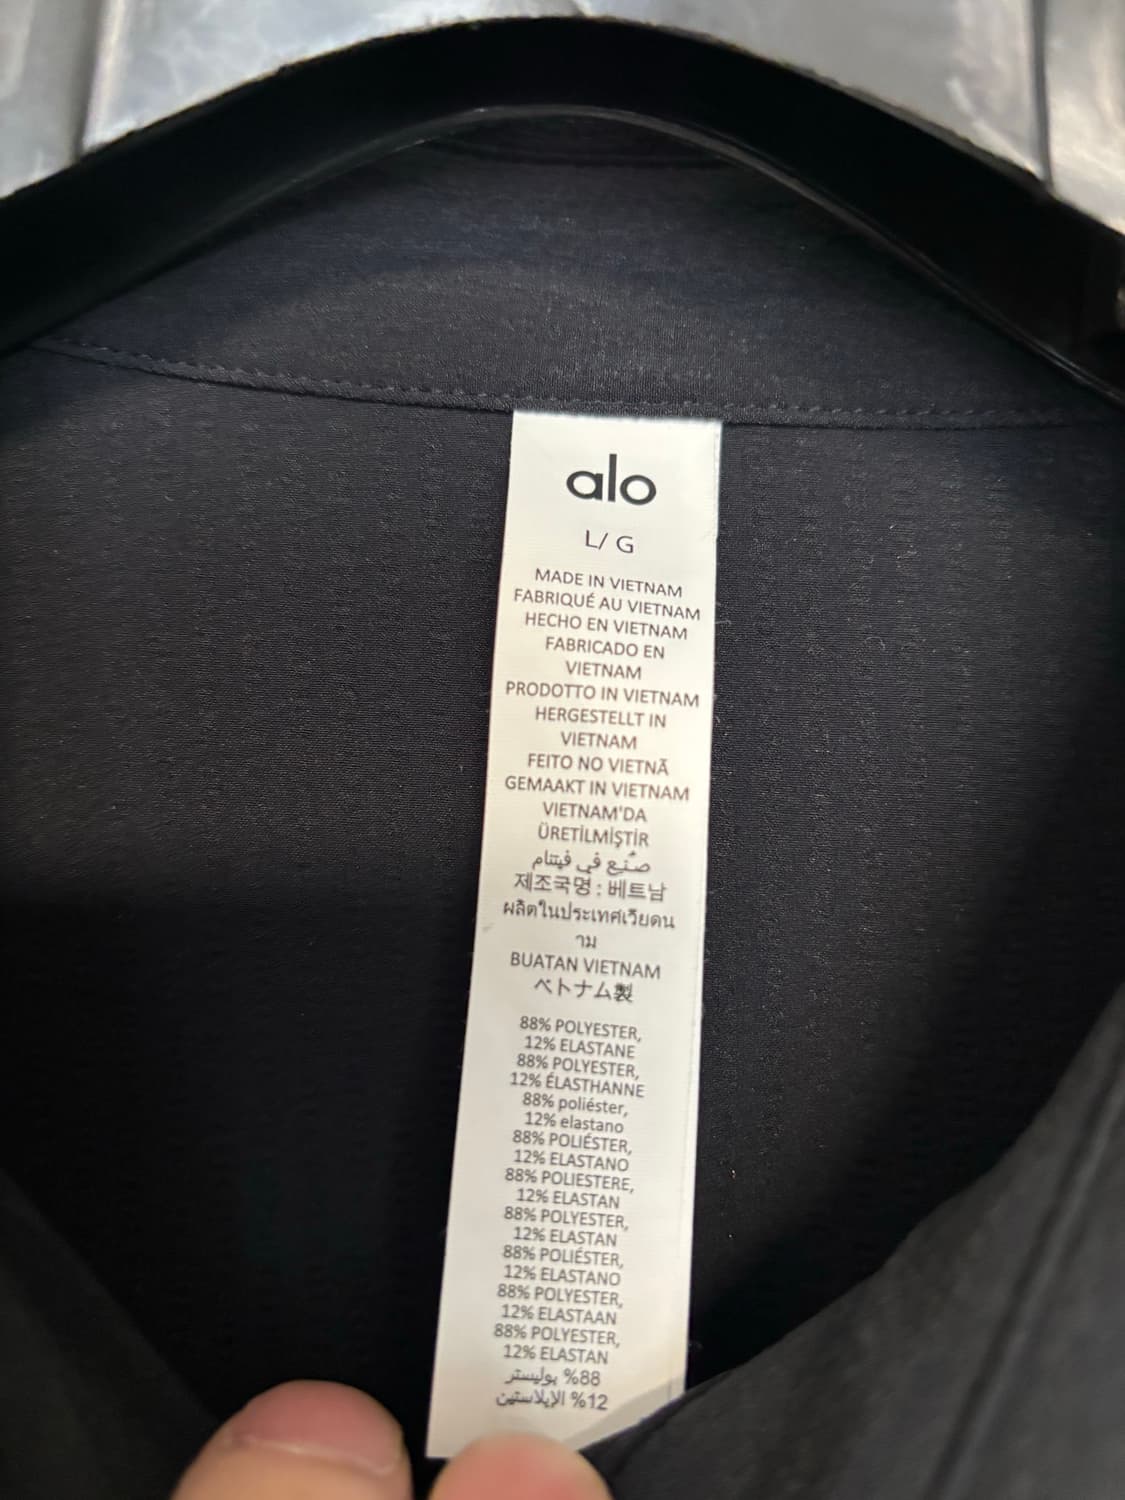 alo
L/ G
MADE IN VIETNAM
FABRIQUÉ AU VIETNAM
HECHO EN VIETNAM
FABRICADO EN
VIETNAM
PRODOTTO IN VIETNAM
HERGESTELLT IN
VIETNAM
FEITO NO VIETNÃ
GEMAAKT IN VIETNAM
VIETNAM'DA
ÜRETİLMİŞTİR
صُنع في فيتنام
제조국명 : 베트남
ผลิตในประเทศเวียดน
าม
BUATAN VIETNAM
ベトナム製
88% POLYESTER,
12% ELASTANE
88% POLYESTER,
12% ÉLASTHANNE
88% poliéster,
12% elastano
88% POLIÉSTER,
12% ELASTANO
88% POLIESTERE,
12% ELASTAN
88% POLYESTER,
12% ELASTAN
88% POLIÉSTER,
12% ELASTANO
88% POLYESTER,
12% ELASTAAN
88% POLYESTER,
12% ELASTAN
88% بوليستر
12% الإيلاستين